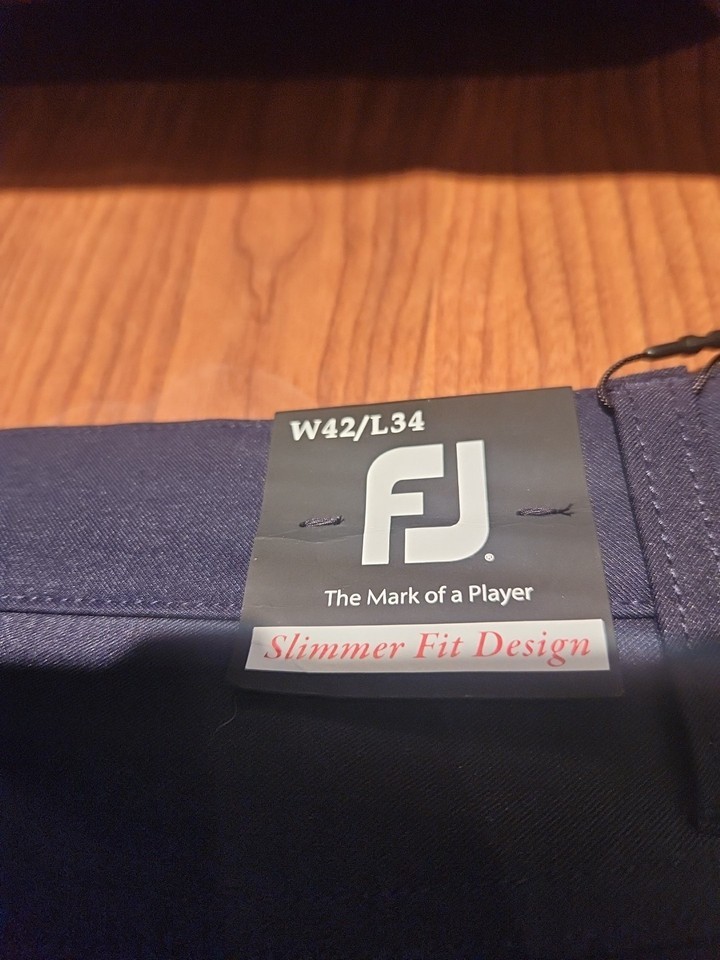 W42/L34
FJ®
The Mark of a Player
Slimmer Fit Design